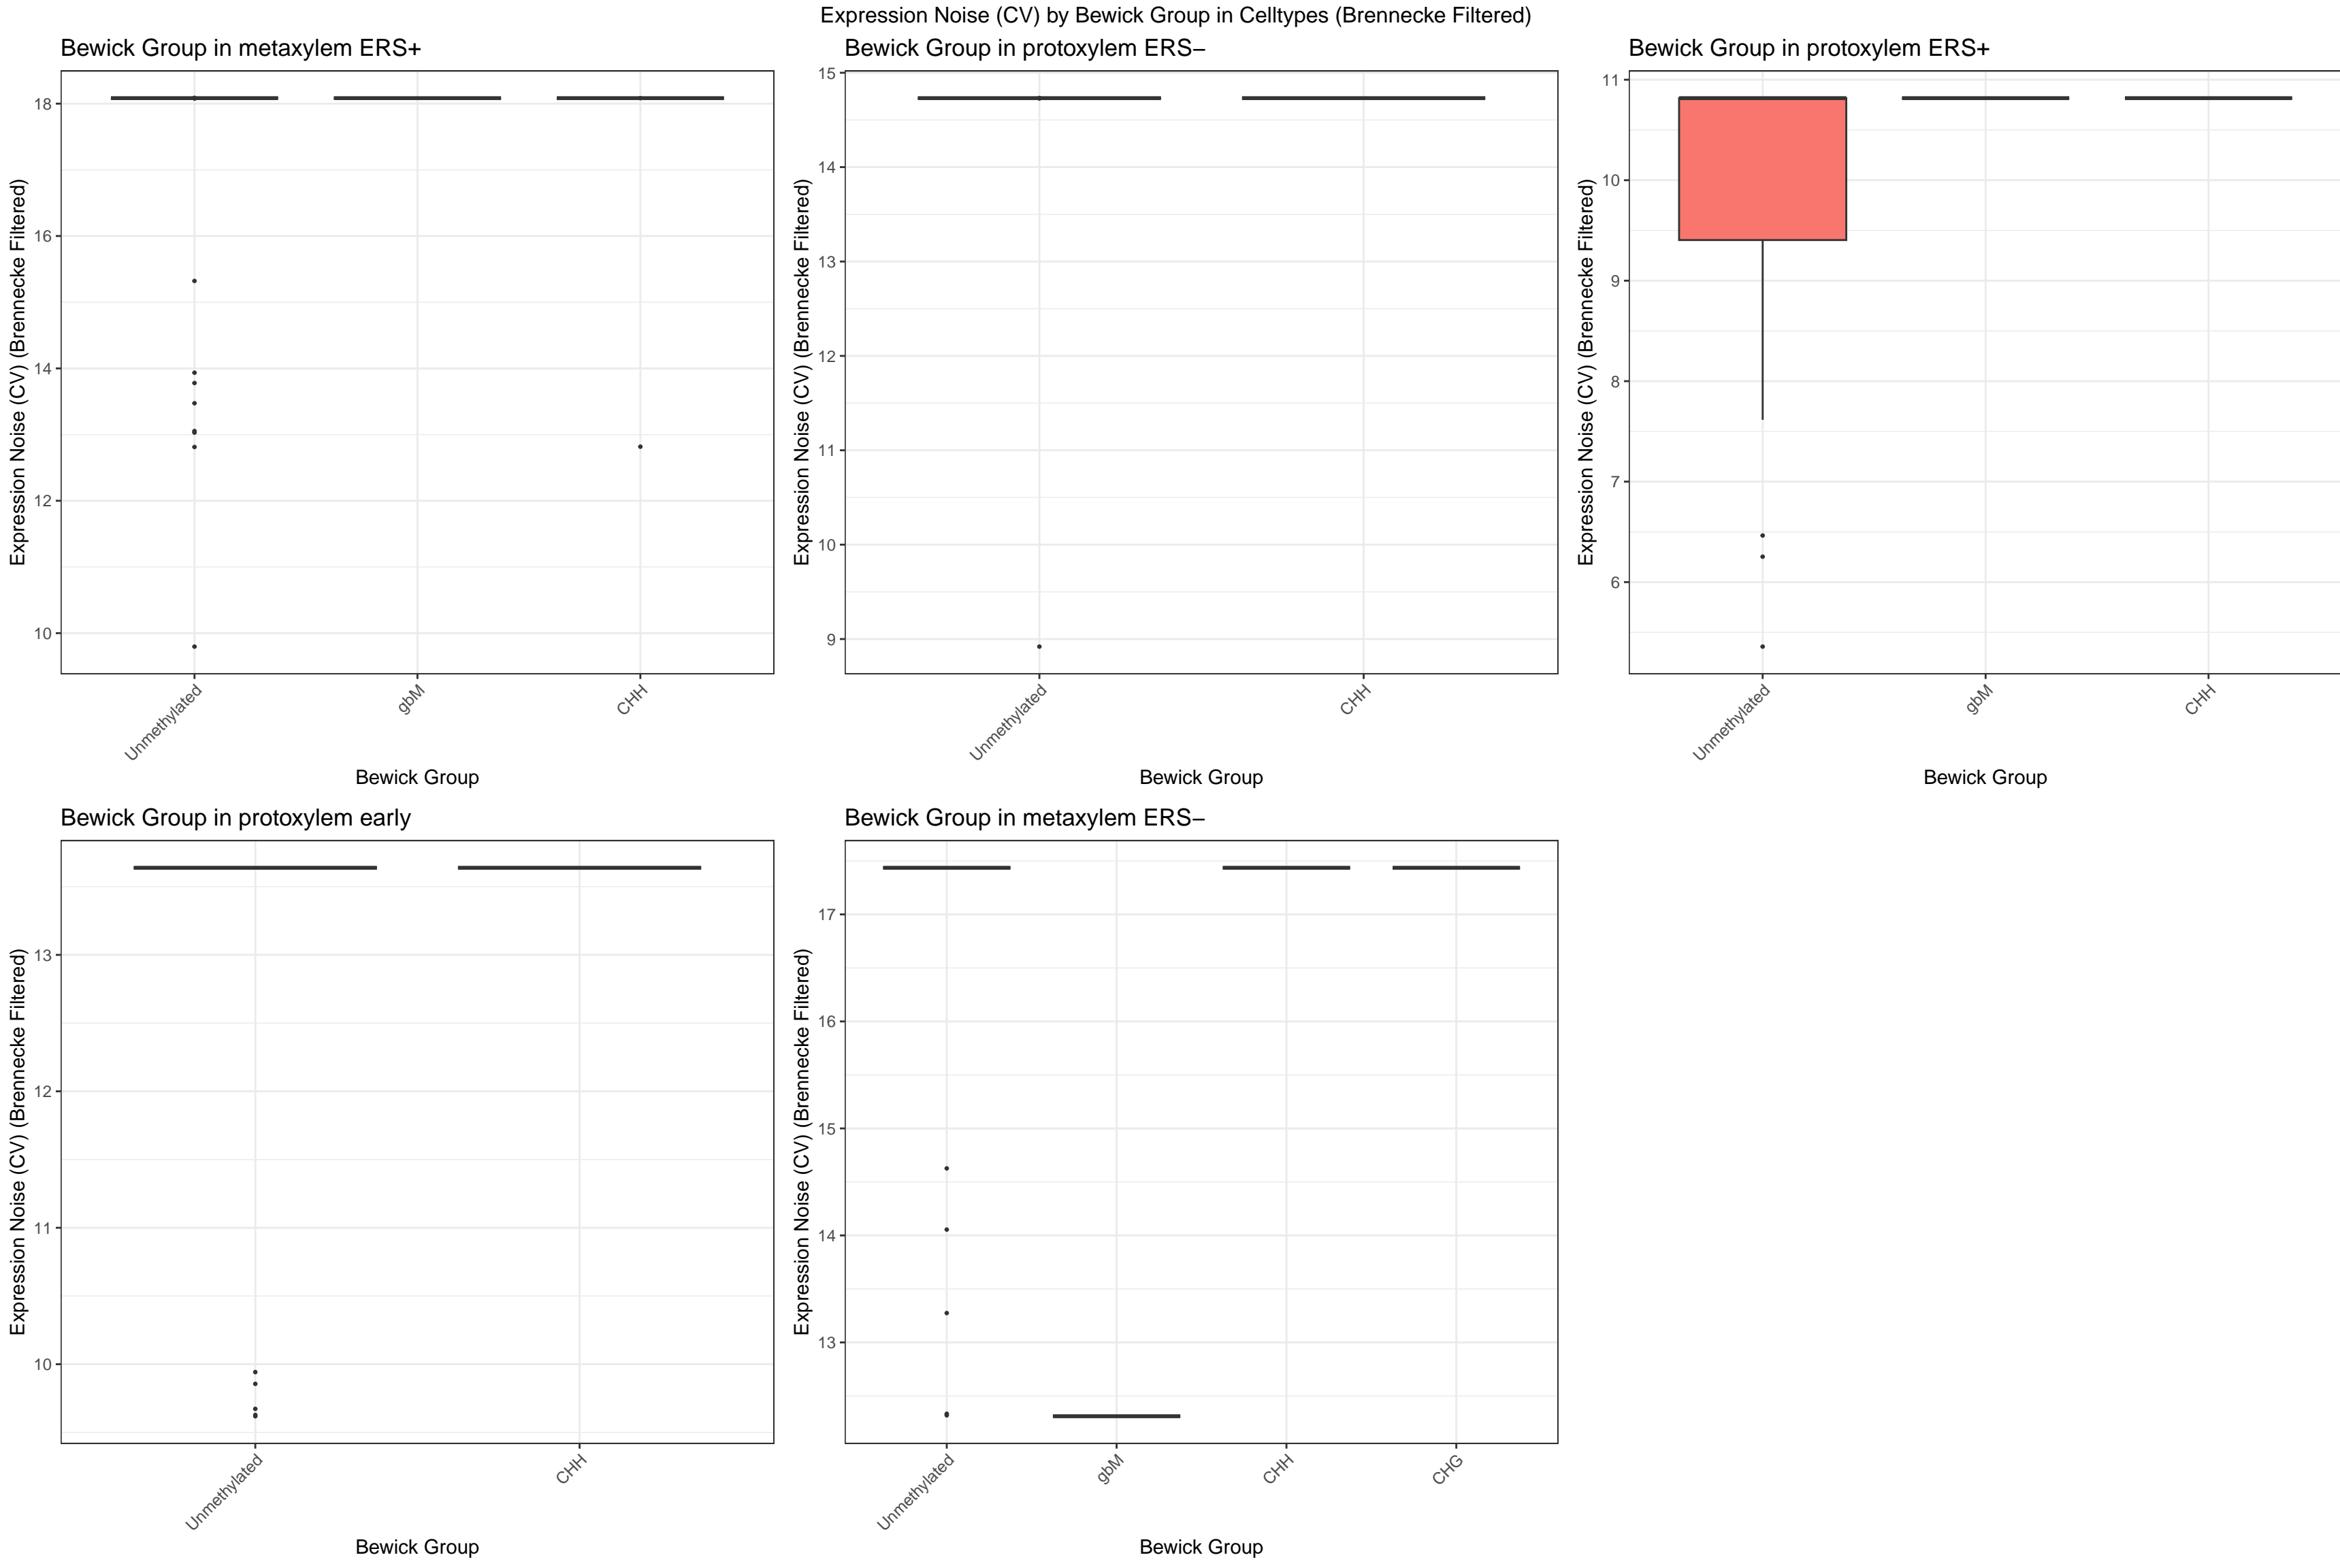 Expression Noise (CV) by Bewick Group in Celltypes (Brennecke Filtered)
Bewick Group in metaxylem ERS+
Expression Noise (CV) (Brennecke Filtered)
18
16
14
12
10
Unmethylated
gbM
CHH
Bewick Group
Bewick Group in protoxylem ERS−
Expression Noise (CV) (Brennecke Filtered)
15
14
13
12
11
10
9
Unmethylated
CHH
Bewick Group
Bewick Group in protoxylem ERS+
Expression Noise (CV) (Brennecke Filtered)
11
10
9
8
7
6
Unmethylated
gbM
CHH
Bewick Group
Bewick Group in protoxylem early
Expression Noise (CV) (Brennecke Filtered)
13
12
11
10
Unmethylated
CHH
Bewick Group
Bewick Group in metaxylem ERS−
Expression Noise (CV) (Brennecke Filtered)
17
16
15
14
13
Unmethylated
gbM
CHH
CHG
Bewick Group